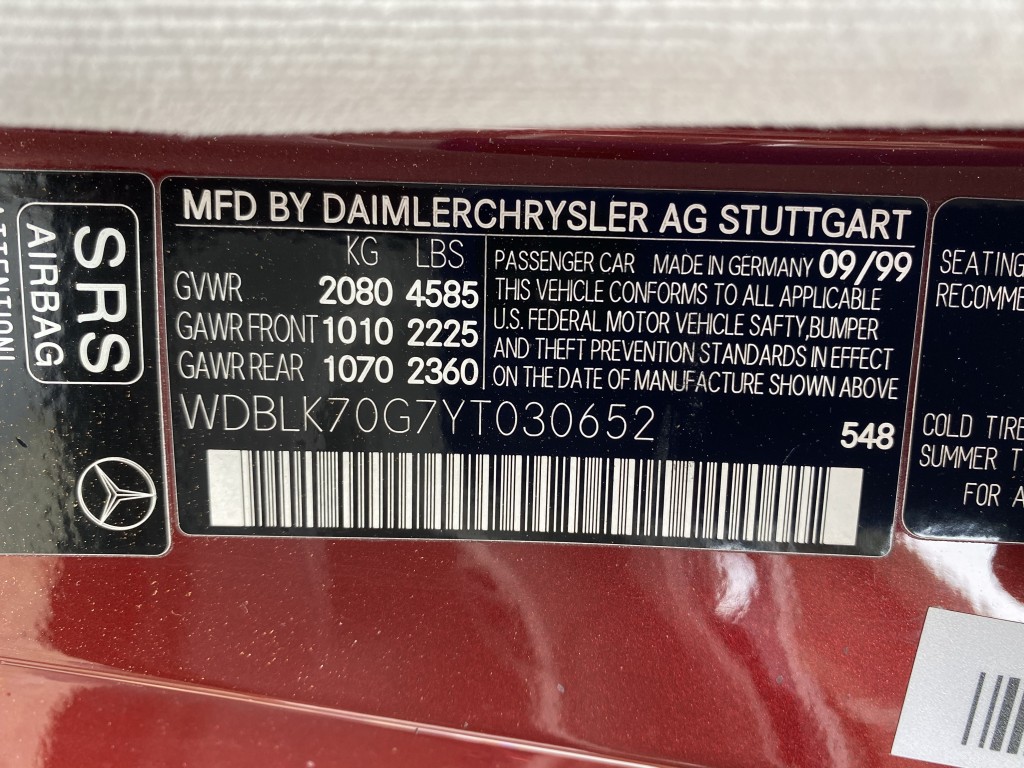 SRS
AIRBAG
MFD BY DAIMLERCHRYSLER AG STUTTGART
KG LBS
GVWR 2080 4585
GAWR FRONT 1010 2225
GAWR REAR 1070 2360
PASSENGER CAR MADE IN GERMANY 09/99
THIS VEHICLE CONFORMS TO ALL APPLICABLE
U.S. FEDERAL MOTOR VEHICLE SAFTY,BUMPER
AND THEFT PREVENTION STANDARDS IN EFFECT
ON THE DATE OF MANUFACTURE SHOWN ABOVE
WDBLK70G7YT030652
548
SEATING
COLD TIRE
SUMMER
FOR